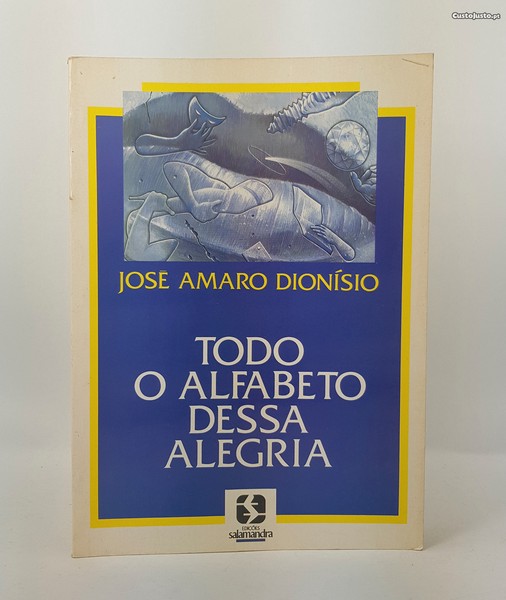 CustoJusto.pt
JOSÉ AMARO DIONÍSIO
TODO
O ALFABETO
DESSA
ALEGRIA
EDIÇÕES
salamandra